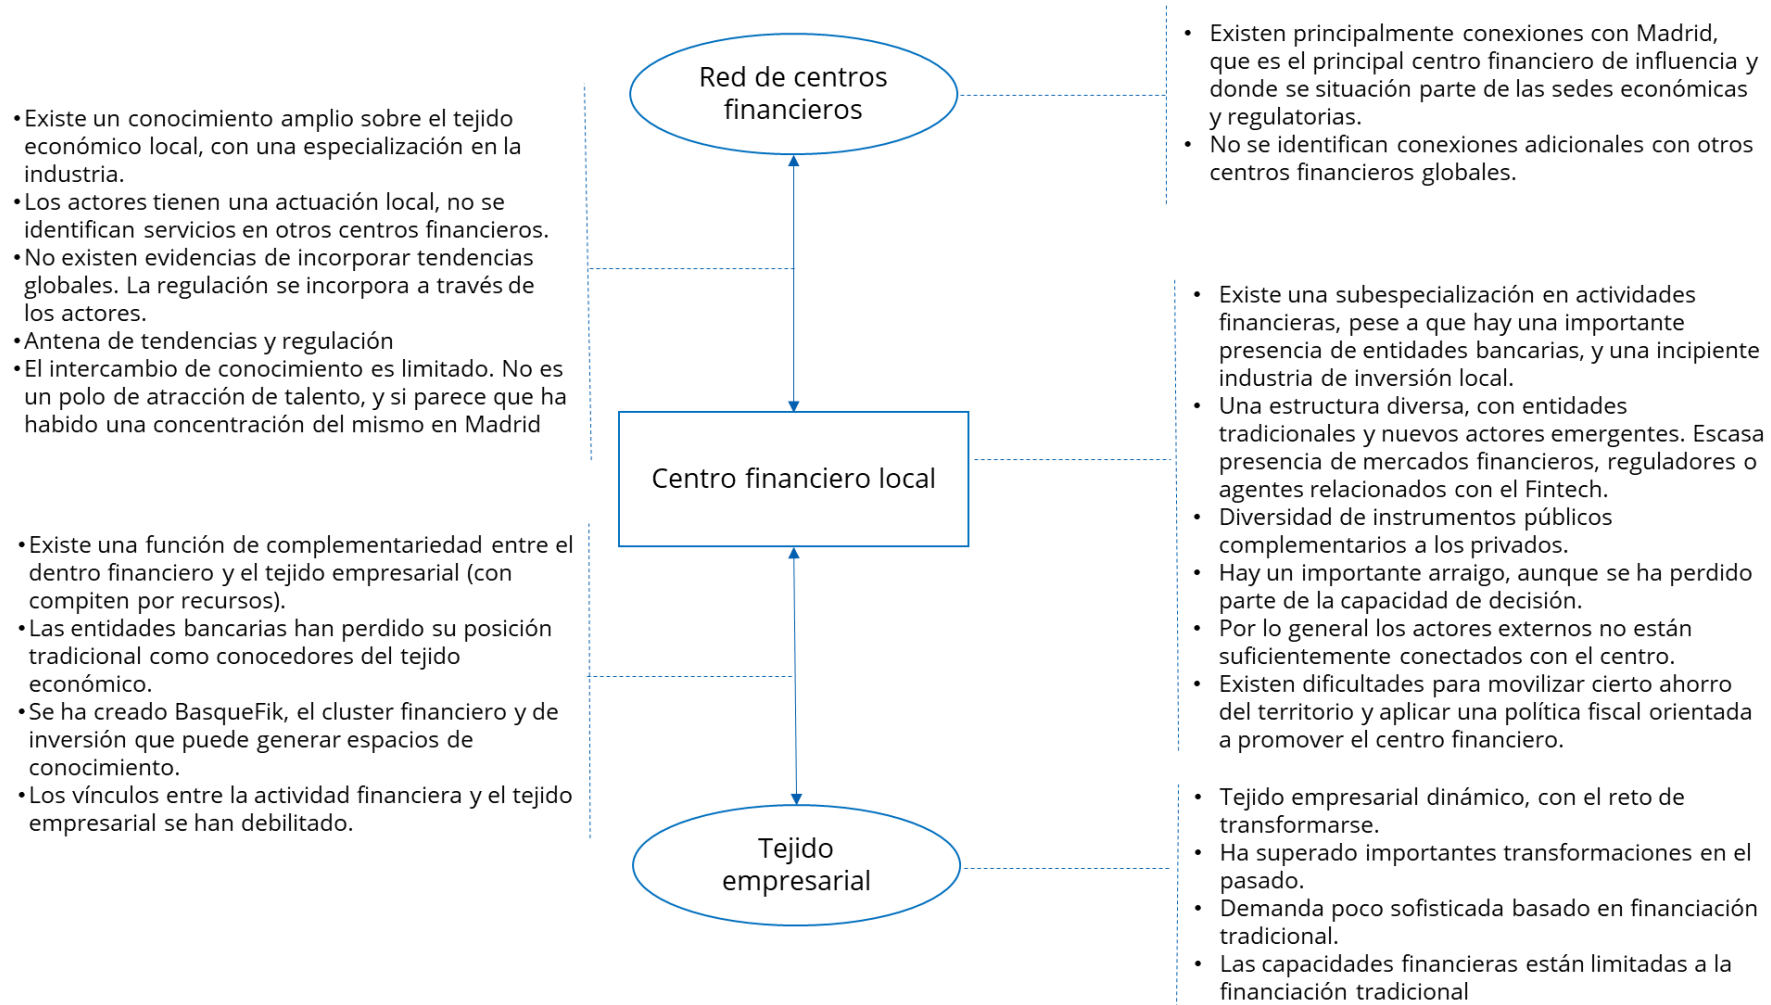 Red de centros
financieros
• Existen principalmente conexiones con Madrid,
que es el principal centro financiero de influencia y
donde se situación parte de las sedes económicas
y regulatorias.
• No se identifican conexiones adicionales con otros
centros financieros globales.
• Existe un conocimiento amplio sobre el tejido
económico local, con una especialización en la
industria.
• Los actores tienen una actuación local, no se
identifican servicios en otros centros financieros.
• No existen evidencias de incorporar tendencias
globales. La regulación se incorpora a través de
los actores.
• Antena de tendencias y regulación
• El intercambio de conocimiento es limitado. No es
un polo de atracción de talento, y si parece que ha
habido una concentración del mismo en Madrid
Centro financiero local
• Existe una subespecialización en actividades
financieras, pese a que hay una importante
presencia de entidades bancarias, y una incipiente
industria de inversión local.
• Una estructura diversa, con entidades
tradicionales y nuevos actores emergentes. Escasa
presencia de mercados financieros, reguladores o
agentes relacionados con el Fintech.
• Diversidad de instrumentos públicos
complementarios a los privados.
• Hay un importante arraigo, aunque se ha perdido
parte de la capacidad de decisión.
• Por lo general los actores externos no están
suficientemente conectados con el centro.
• Existen dificultades para movilizar cierto ahorro
del territorio y aplicar una política fiscal orientada
a promover el centro financiero.
• Existe una función de complementariedad entre el
dentro financiero y el tejido empresarial (con
compiten por recursos).
• Las entidades bancarias han perdido su posición
tradicional como conocedores del tejido
económico.
• Se ha creado BasqueFik, el cluster financiero y de
inversión que puede generar espacios de
conocimiento.
• Los vínculos entre la actividad financiera y el tejido
empresarial se han debilitado.
Tejido
empresarial
• Tejido empresarial dinámico, con el reto de
transformarse.
• Ha superado importantes transformaciones en el
pasado.
• Demanda poco sofisticada basado en financiación
tradicional.
• Las capacidades financieras están limitadas a la
financiación tradicional